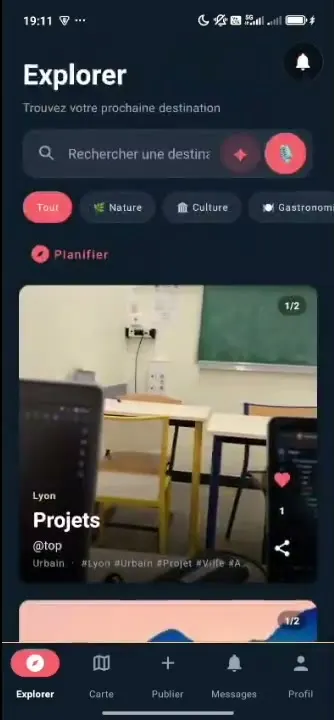 19:11
5G
Explorer
Trouvez votre prochaine destination
Rechercher une destina
Tout
Nature
Culture
Gastronomi
Planifier
1/2
Lyon
Projets
@top
1
Urbain · #Lyon #Urbain #Projet #Ville #A...
1/2
Explorer
Carte
Publier
Messages
Profil